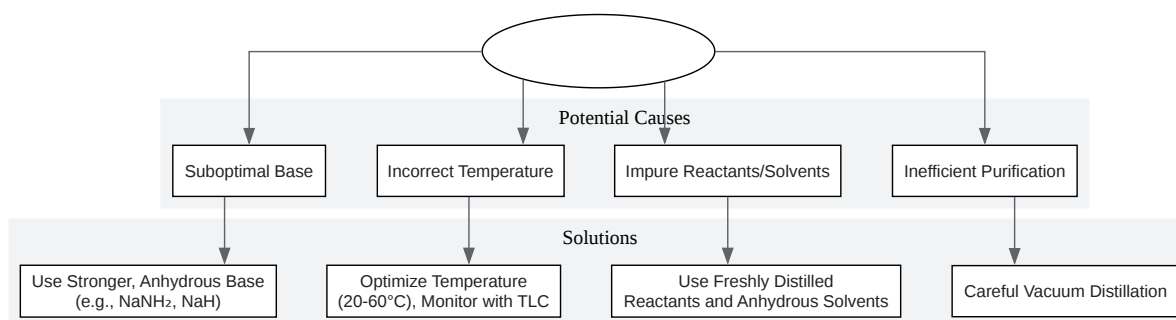 Potential Causes
Suboptimal Base
Incorrect Temperature
Impure Reactants/Solvents
Inefficient Purification
Solutions
Use Stronger, Anhydrous Base
(e.g., NaNH₂, NaH)
Optimize Temperature
(20-60°C), Monitor with TLC
Use Freshly Distilled
Reactants and Anhydrous Solvents
Careful Vacuum Distillation